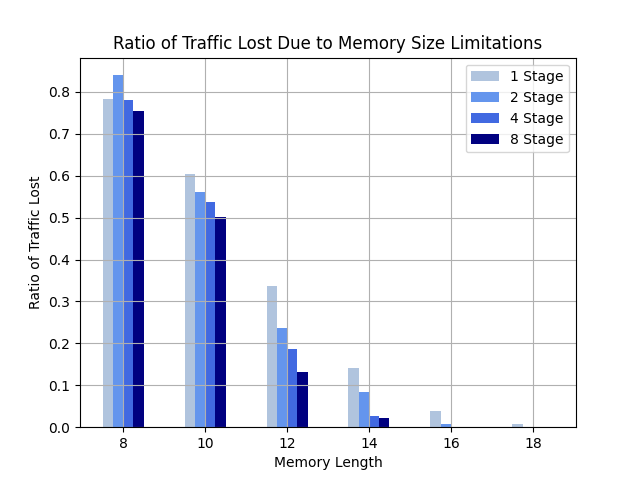 Ratio of Traffic Lost Due to Memory Size Limitations
1 Stage
2 Stage
4 Stage
8 Stage
Ratio of Traffic Lost
0.8
0.7
0.6
0.5
0.4
0.3
0.2
0.1
0.0
8 10 12 14 16 18
Memory Length